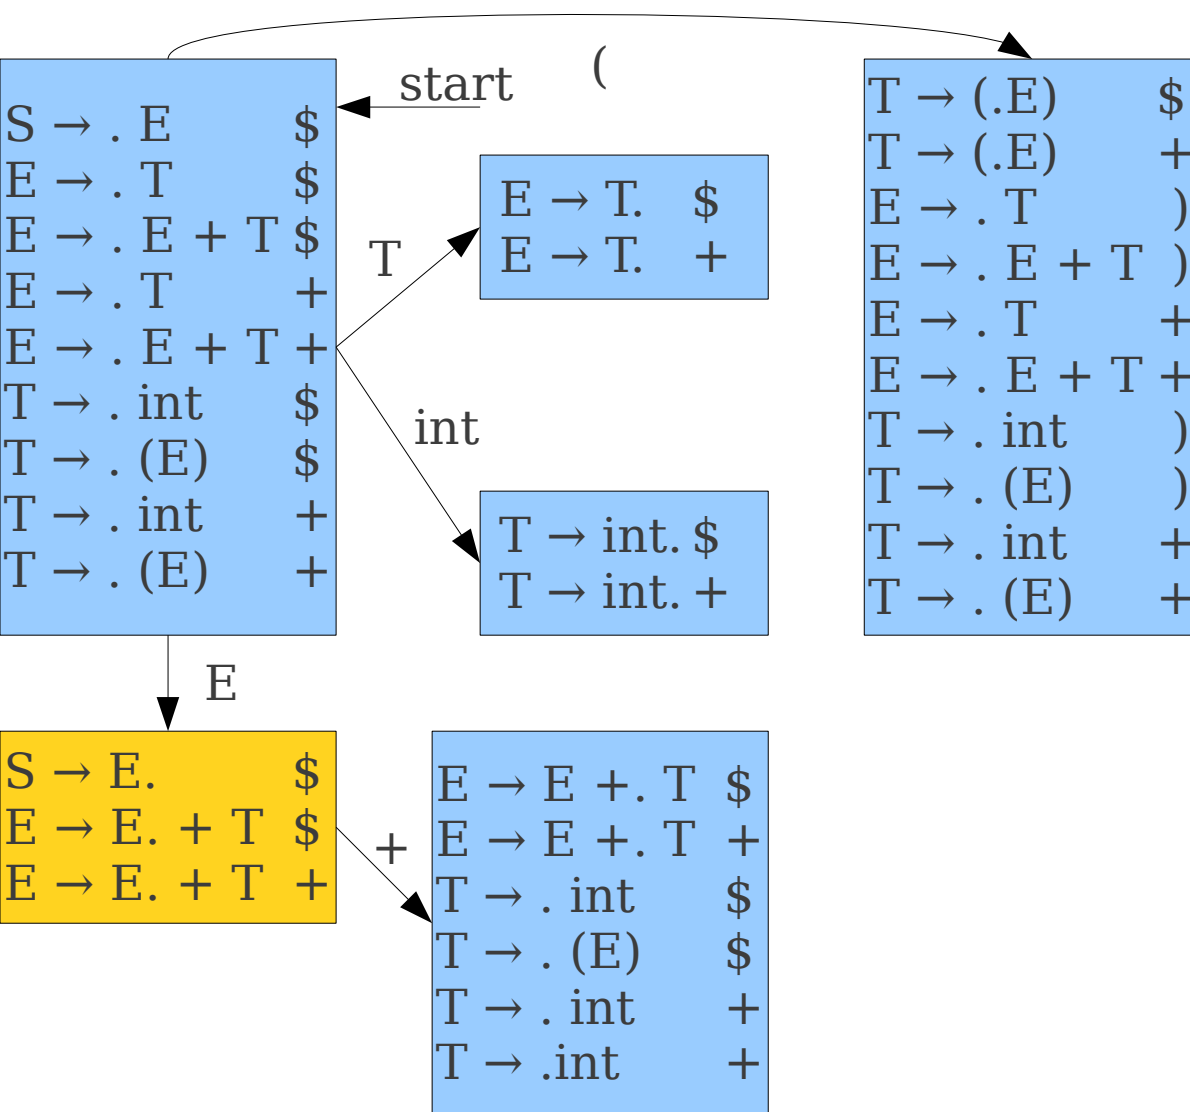 (
start
S → . E $
E → . T $
E → . E + T $
E → . T +
E → . E + T +
T → . int $
T → . (E) $
T → . int +
T → . (E) +
T
E → T. $
E → T. +
int
T → int. $
T → int. +
T → (.E) $
T → (.E) +
E → . T )
E → . E + T )
E → . T +
E → . E + T +
T → . int )
T → . (E) )
T → . int +
T → . (E) +
E
S → E. $
E → E. + T $
E → E. + T +
+
E → E +. T $
E → E +. T +
T → . int $
T → . (E) $
T → . int +
T → .int +